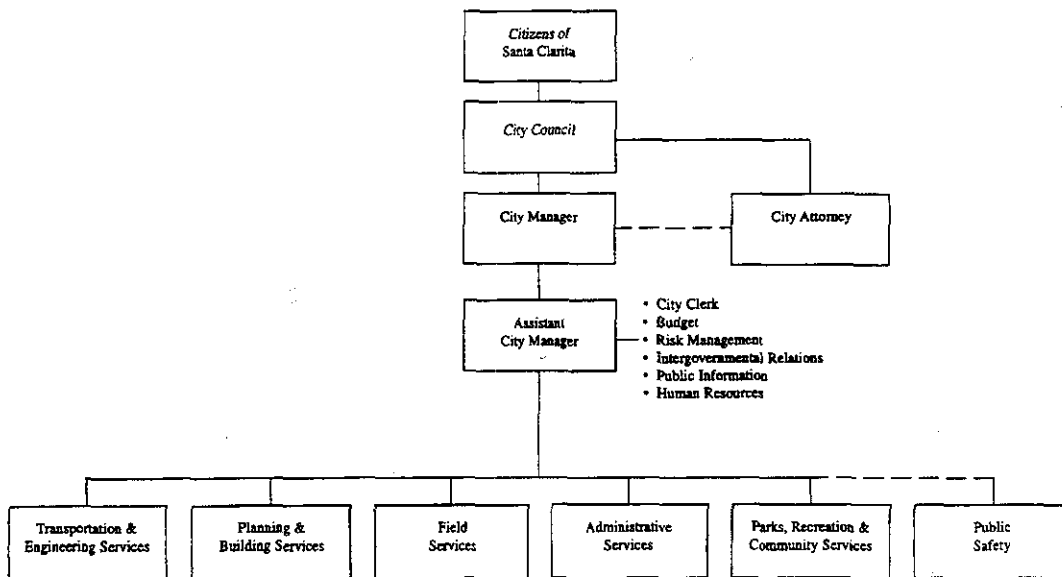 Citizens of
Santa Clarita
City Council
City Manager
City Attorney
Assistant
City Manager
• City Clerk
• Budget
• Risk Management
• Intergovernmental Relations
• Public Information
• Human Resources
Transportation &
Engineering Services
Planning &
Building Services
Field
Services
Administrative
Services
Parks, Recreation &
Community Services
Public
Safety